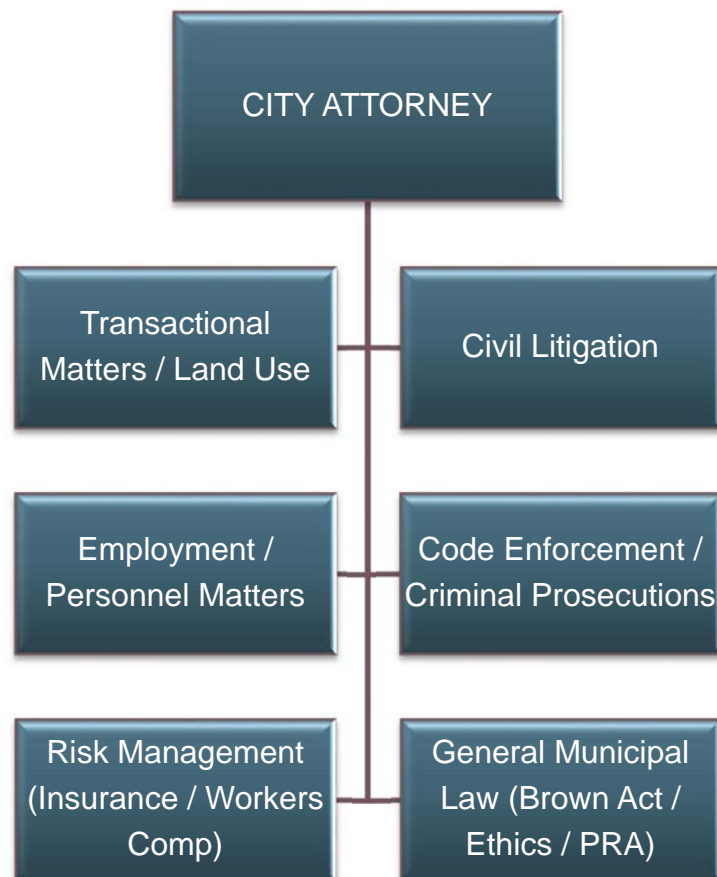 CITY ATTORNEY
Transactional
Matters / Land Use
Civil Litigation
Employment /
Personnel Matters
Code Enforcement /
Criminal Prosecutions
Risk Management
(Insurance / Workers
Comp)
General Municipal
Law (Brown Act /
Ethics / PRA)